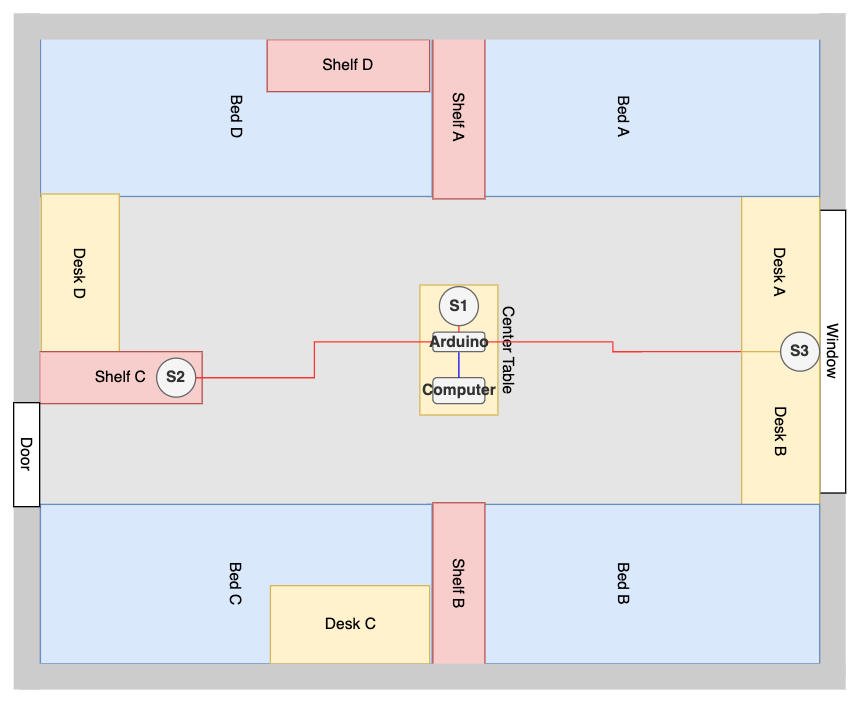 Shelf D
Bed D
Shelf A
Bed A
Desk D
Desk A
S1
Center Table
Arduino
Window
S3
Shelf C
S2
Computer
Door
Desk B
Bed C
Shelf B
Bed B
Desk C